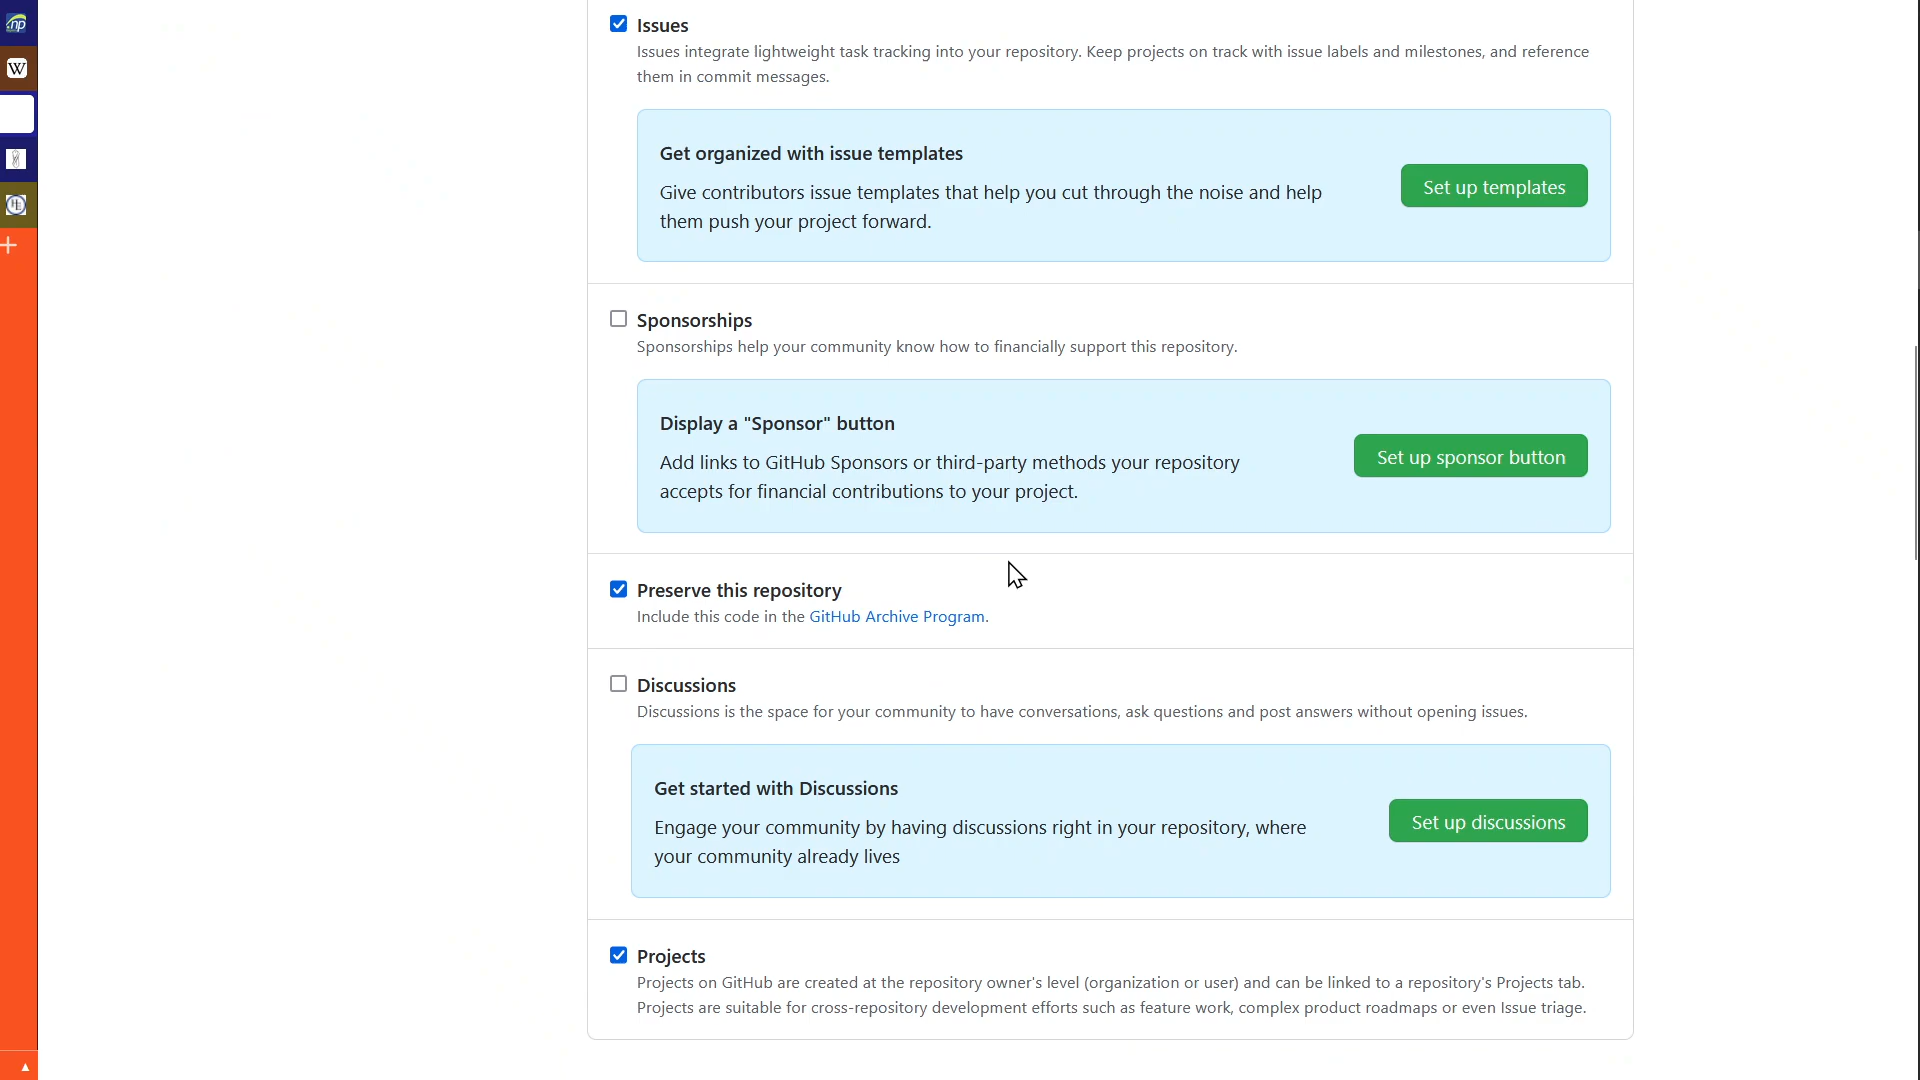 Issues
Issues integrate lightweight task tracking into your repository. Keep projects on track with issue labels and milestones, and reference
them in commit messages.
Get organized with issue templates
Give contributors issue templates that help you cut through the noise and help
them push your project forward.
Set up templates
Sponsorships
Sponsorships help your community know how to financially support this repository.
Display a "Sponsor" button
Add links to GitHub Sponsors or third-party methods your repository
accepts for financial contributions to your project.
Set up sponsor button
Preserve this repository
Include this code in the GitHub Archive Program.
Discussions
Discussions is the space for your community to have conversations, ask questions and post answers without opening issues.
Get started with Discussions
Engage your community by having discussions right in your repository, where
your community already lives
Set up discussions
Projects
Projects on GitHub are created at the repository owner's level (organization or user) and can be linked to a repository's Projects tab.
Projects are suitable for cross-repository development efforts such as feature work, complex product roadmaps or even Issue triage.
np
W
HE